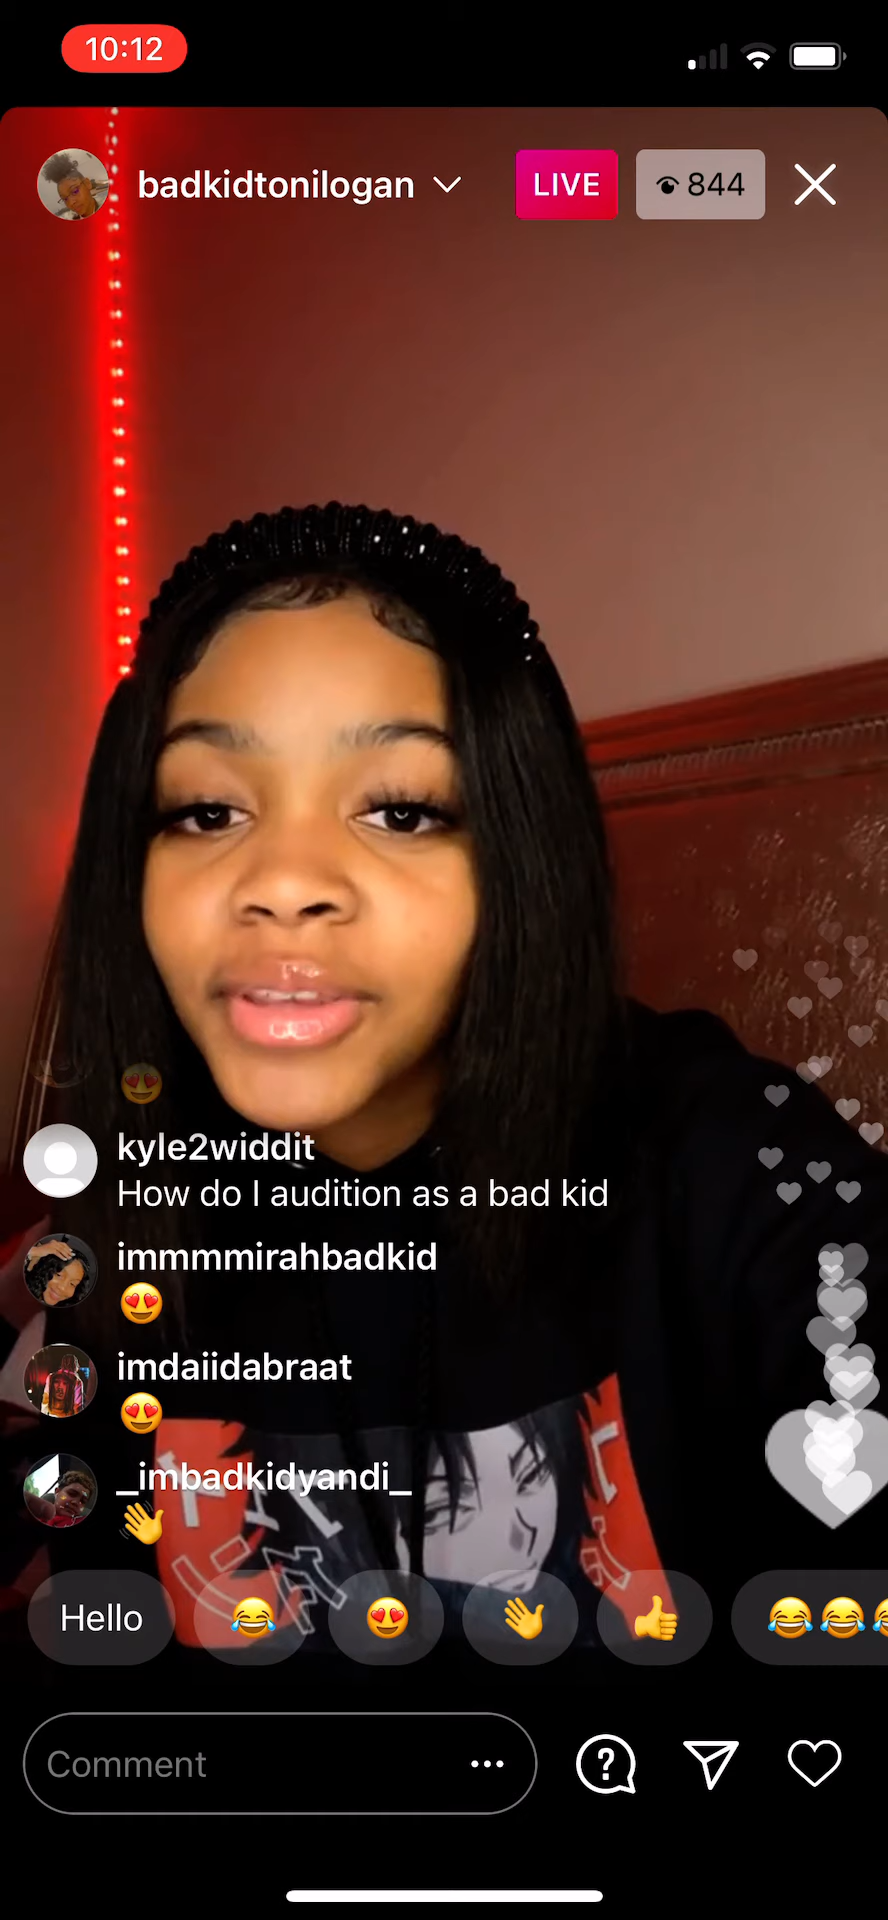 10:12
badkidtonilogan
LIVE
844
😍
kyle2widdit
How do I audition as a bad kid
immmmirahbadkid
😍
imdaiidabraat
😍
_imbadkidyandi_
👋
Hello 😂 😍 👋 👍 😂😂
Comment